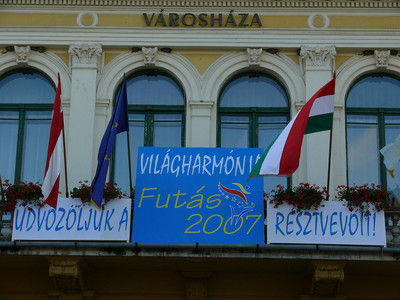 VÁROSHÁZA
VILÁGHARMÓNIA
Futás
2007
ÜDVÖZÖLJÜK A
RÉSZTVEVŐIT!